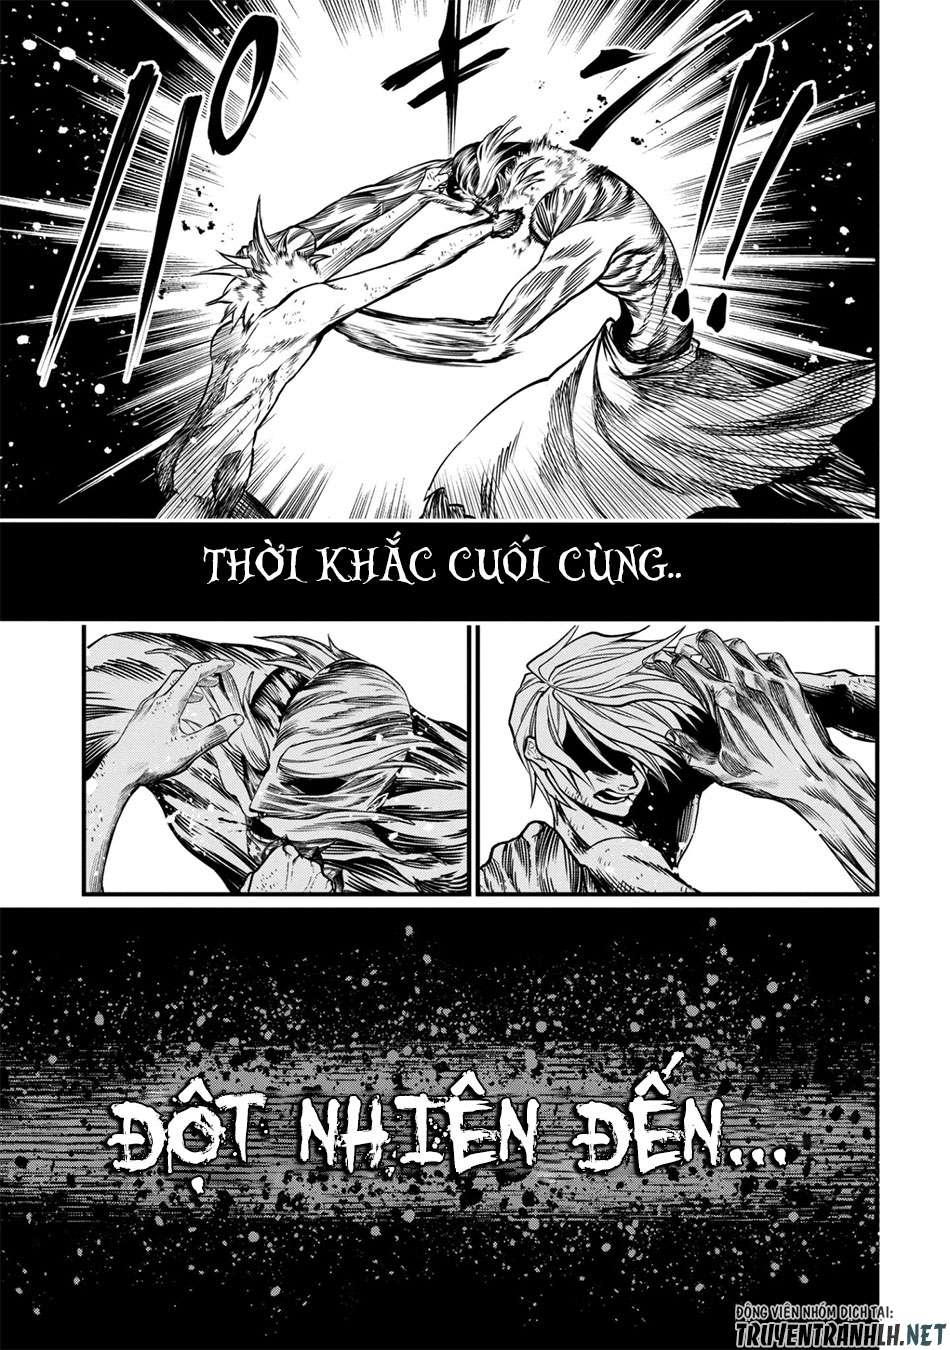 パキーン!!
THỜI KHẮC CUỐI CÙNG..
ĐỘT NHIÊN ĐẾN...
ĐỘNG VIÊN NHÓM DỊCH TẠI:
TRUYENTRANHLH.NET